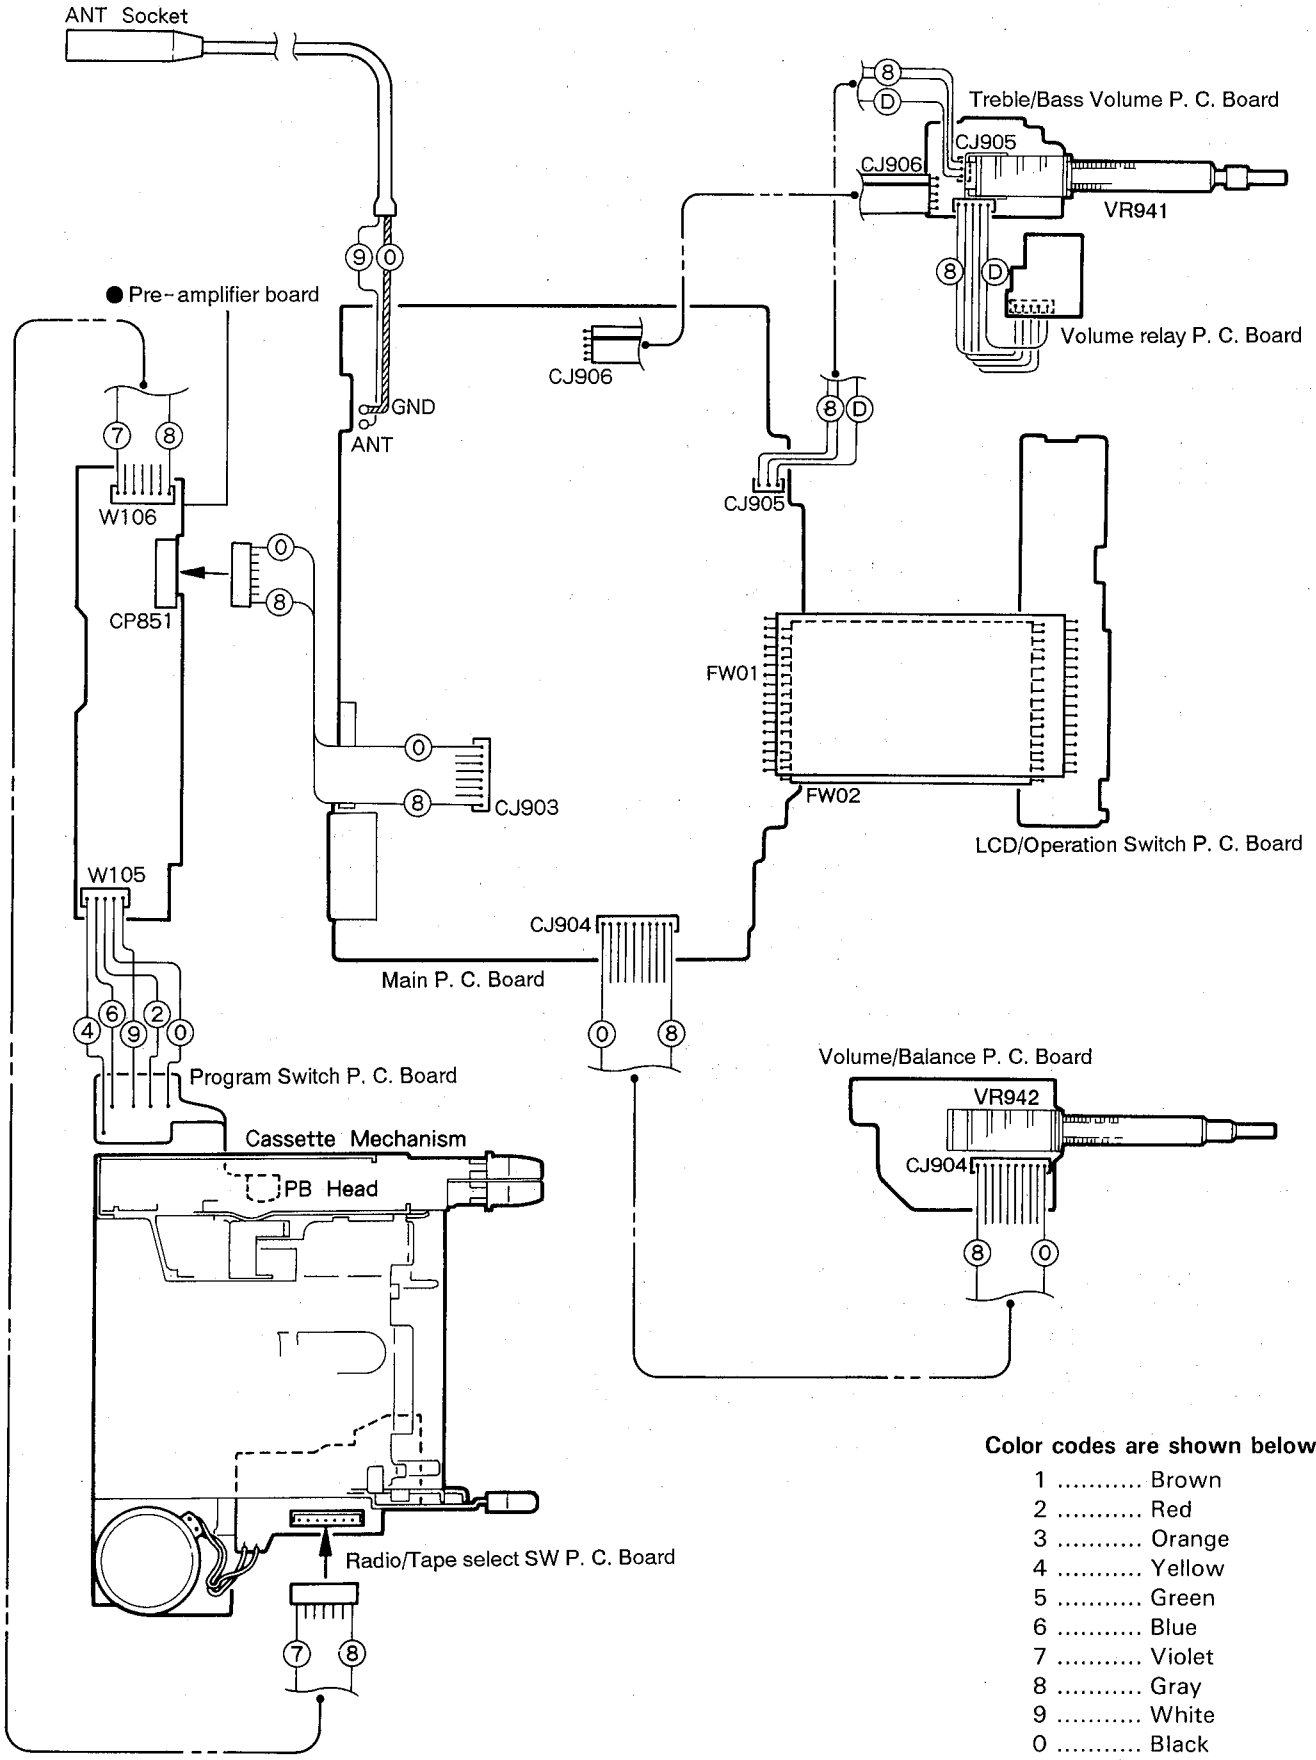 ANT Socket
8
D
Treble/Bass Volume P. C. Board
CJ905
CJ906
VR941
9 0
8 D
● Pre-amplifier board
Volume relay P. C. Board
CJ906
GND
8 D
7 8
ANT
CJ905
W106
0
8
CP851
FW01
0
FW02
8
CJ903
LCD/Operation Switch P. C. Board
W105
CJ904
Main P. C. Board
4 6 9 2 0
0 8
Volume/Balance P. C. Board
Program Switch P. C. Board
VR942
Cassette Mechanism
CJ904
PB Head
8 0
Radio/Tape select SW P. C. Board
7 8
Color codes are shown below
1 ........... Brown
2 ........... Red
3 ........... Orange
4 ........... Yellow
5 ........... Green
6 ........... Blue
7 ........... Violet
8 ........... Gray
9 ........... White
0 ........... Black